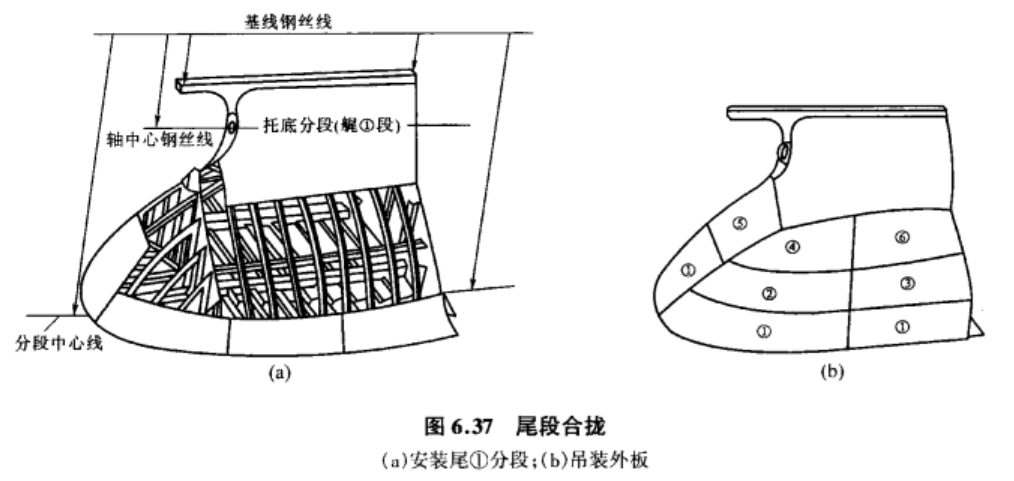 基线钢丝线
托底分段(艉①段)
轴中心钢丝线
分段中心线
(a)
⑤
④
⑥
①
②
③
①
①
(b)
图 6.37 尾段合拢
(a)安装尾①分段;(b)吊装外板